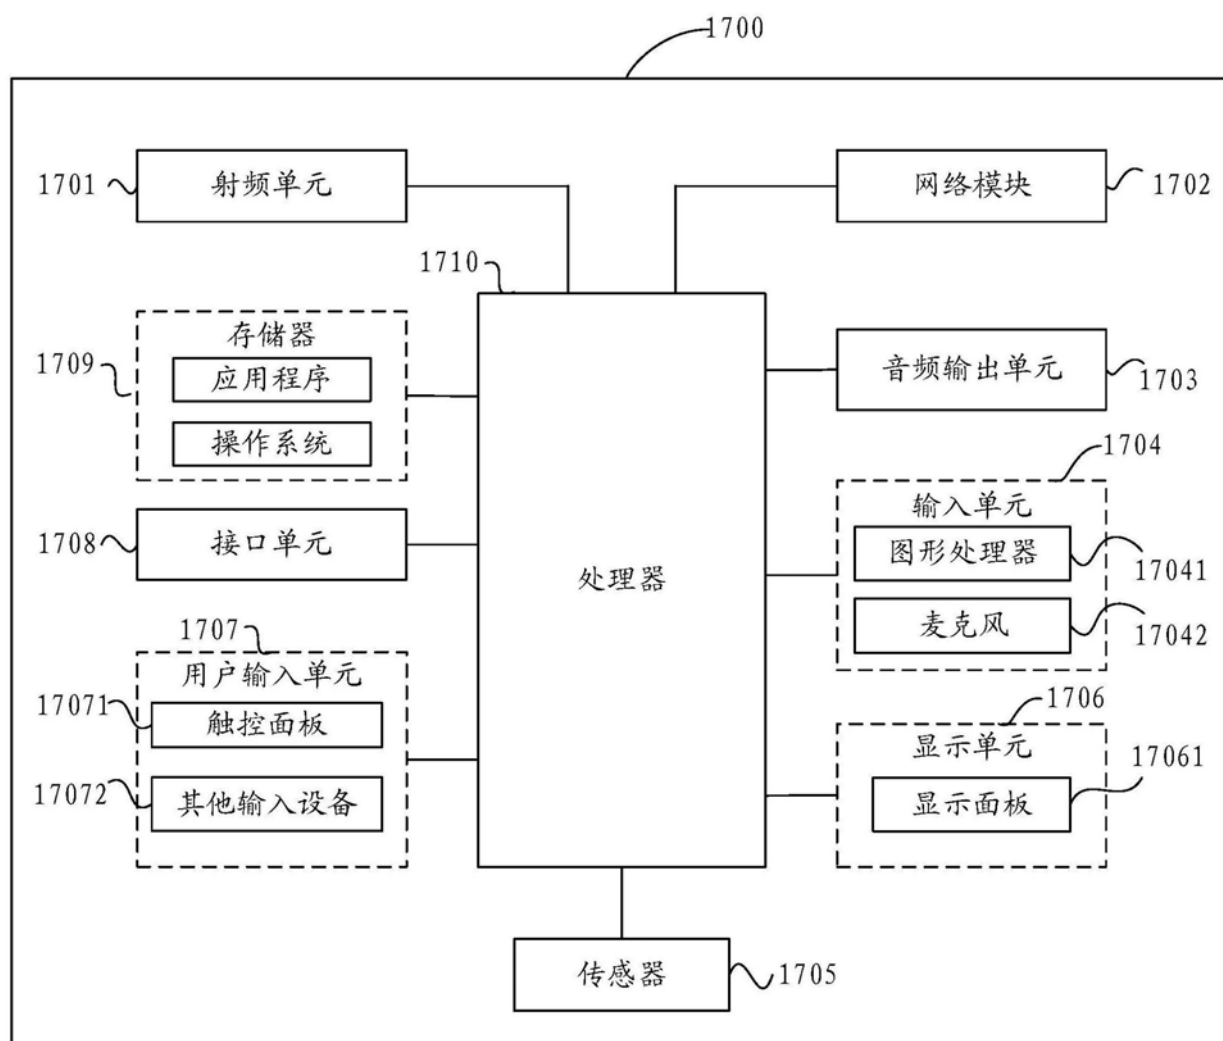 1700
1701
射频单元
网络模块
1702
1710
存储器
1709
应用程序
操作系统
音频输出单元
1703
1704
输入单元
1708
接口单元
图形处理器
17041
处理器
麦克风
17042
1707
用户输入单元
17071
触控面板
17072
其他输入设备
1706
显示单元
17061
显示面板
传感器
1705